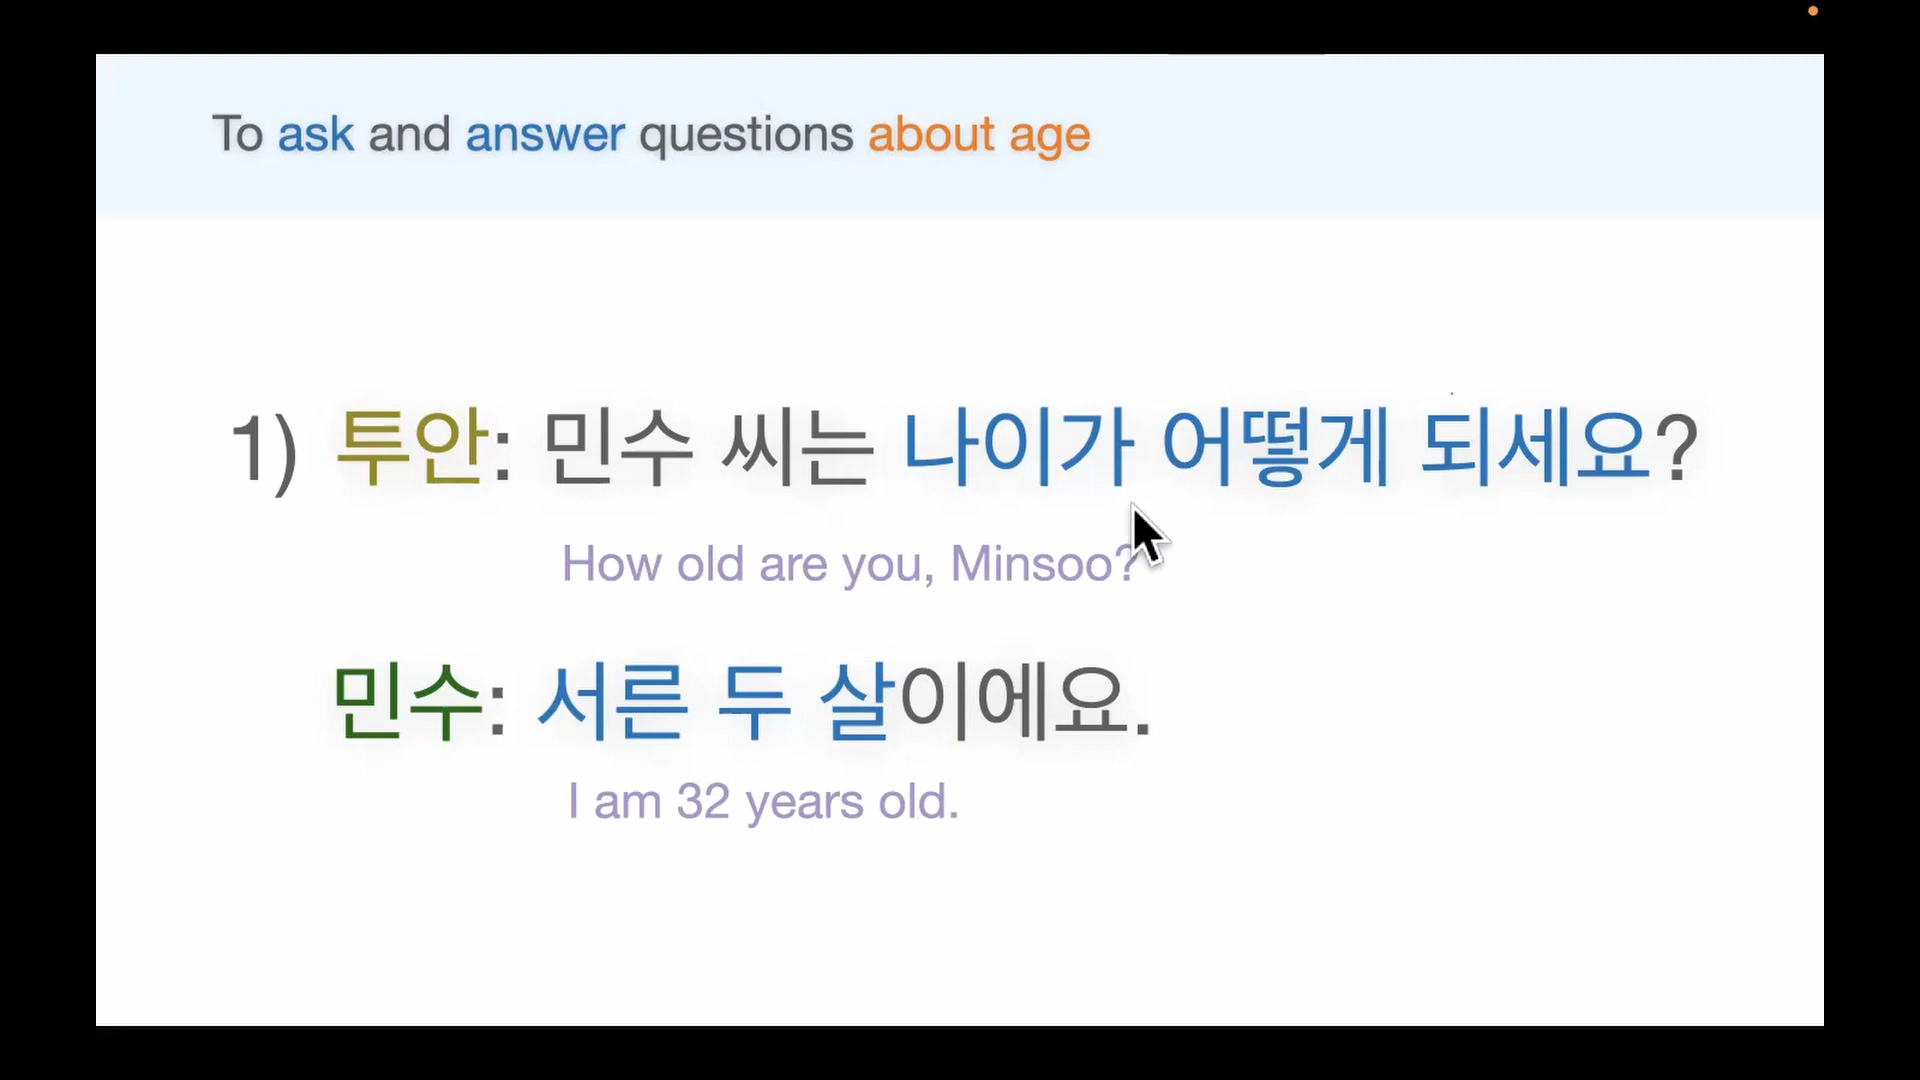 To ask and answer questions about age
1) 투안: 민수 씨는 나이가 어떻게 되세요?
How old are you, Minsoo?
민수: 서른 두 살이에요.
I am 32 years old.